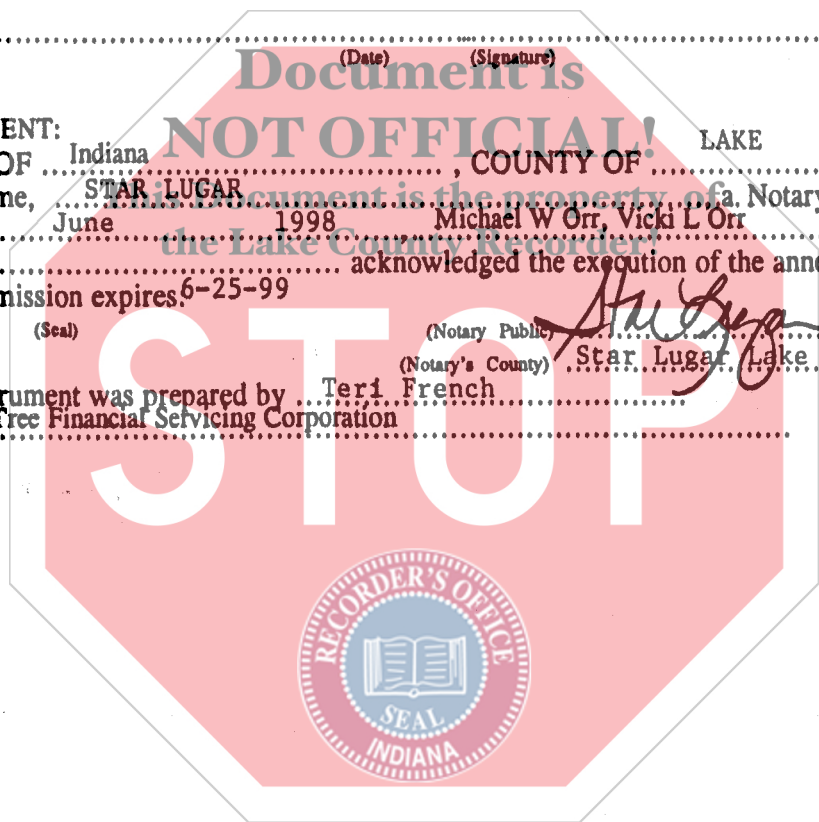 (Date) (Signature)
Document is
NOT OFFICIAL!
This Document is the property of
the Lake County Recorder!
ENT:
OF Indiana , COUNTY OF LAKE
me, STAR LUGAR a. Notary
June 1998 Michael W Orr, Vicki L Orr
acknowledged the execution of the anne
mission expires: 6-25-99
(Seal) (Notary Public) Star Lugar
(Notary's County) Star Lugar Lake
rument was prepared by Teri French
Tree Financial Servicing Corporation
STOP
RECORDER'S OFFICE
SEAL
INDIANA